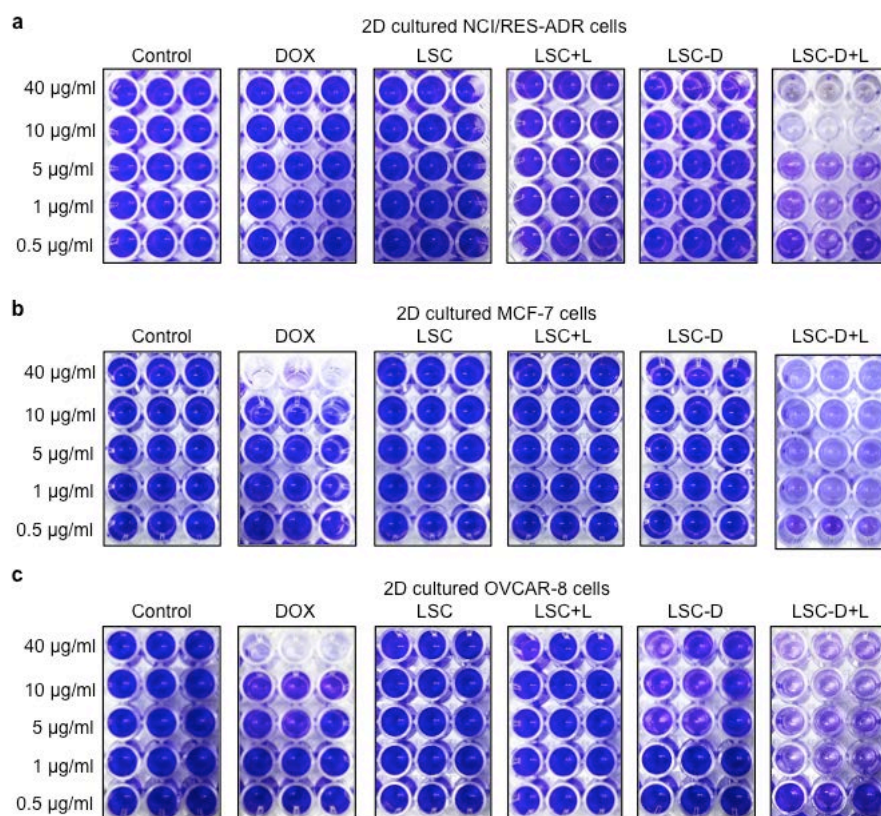 a
2D cultured NCI/RES-ADR cells
Control DOX LSC LSC+L LSC-D LSC-D+L
40 µg/ml
10 µg/ml
5 µg/ml
1 µg/ml
0.5 µg/ml
b
2D cultured MCF-7 cells
Control DOX LSC LSC+L LSC-D LSC-D+L
40 µg/ml
10 µg/ml
5 µg/ml
1 µg/ml
0.5 µg/ml
c
2D cultured OVCAR-8 cells
Control DOX LSC LSC+L LSC-D LSC-D+L
40 µg/ml
10 µg/ml
5 µg/ml
1 µg/ml
0.5 µg/ml